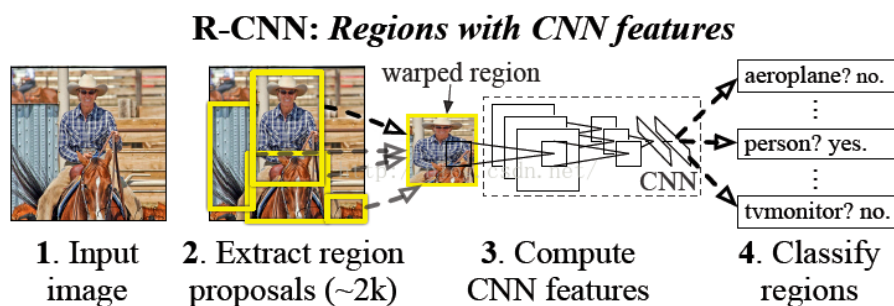 R-CNN: Regions with CNN features
warped region
aeroplane? no.
⋮
person? yes.
⋮
tvmonitor? no.
CNN
1. Input
image
2. Extract region
proposals (~2k)
3. Compute
CNN features
4. Classify
regions